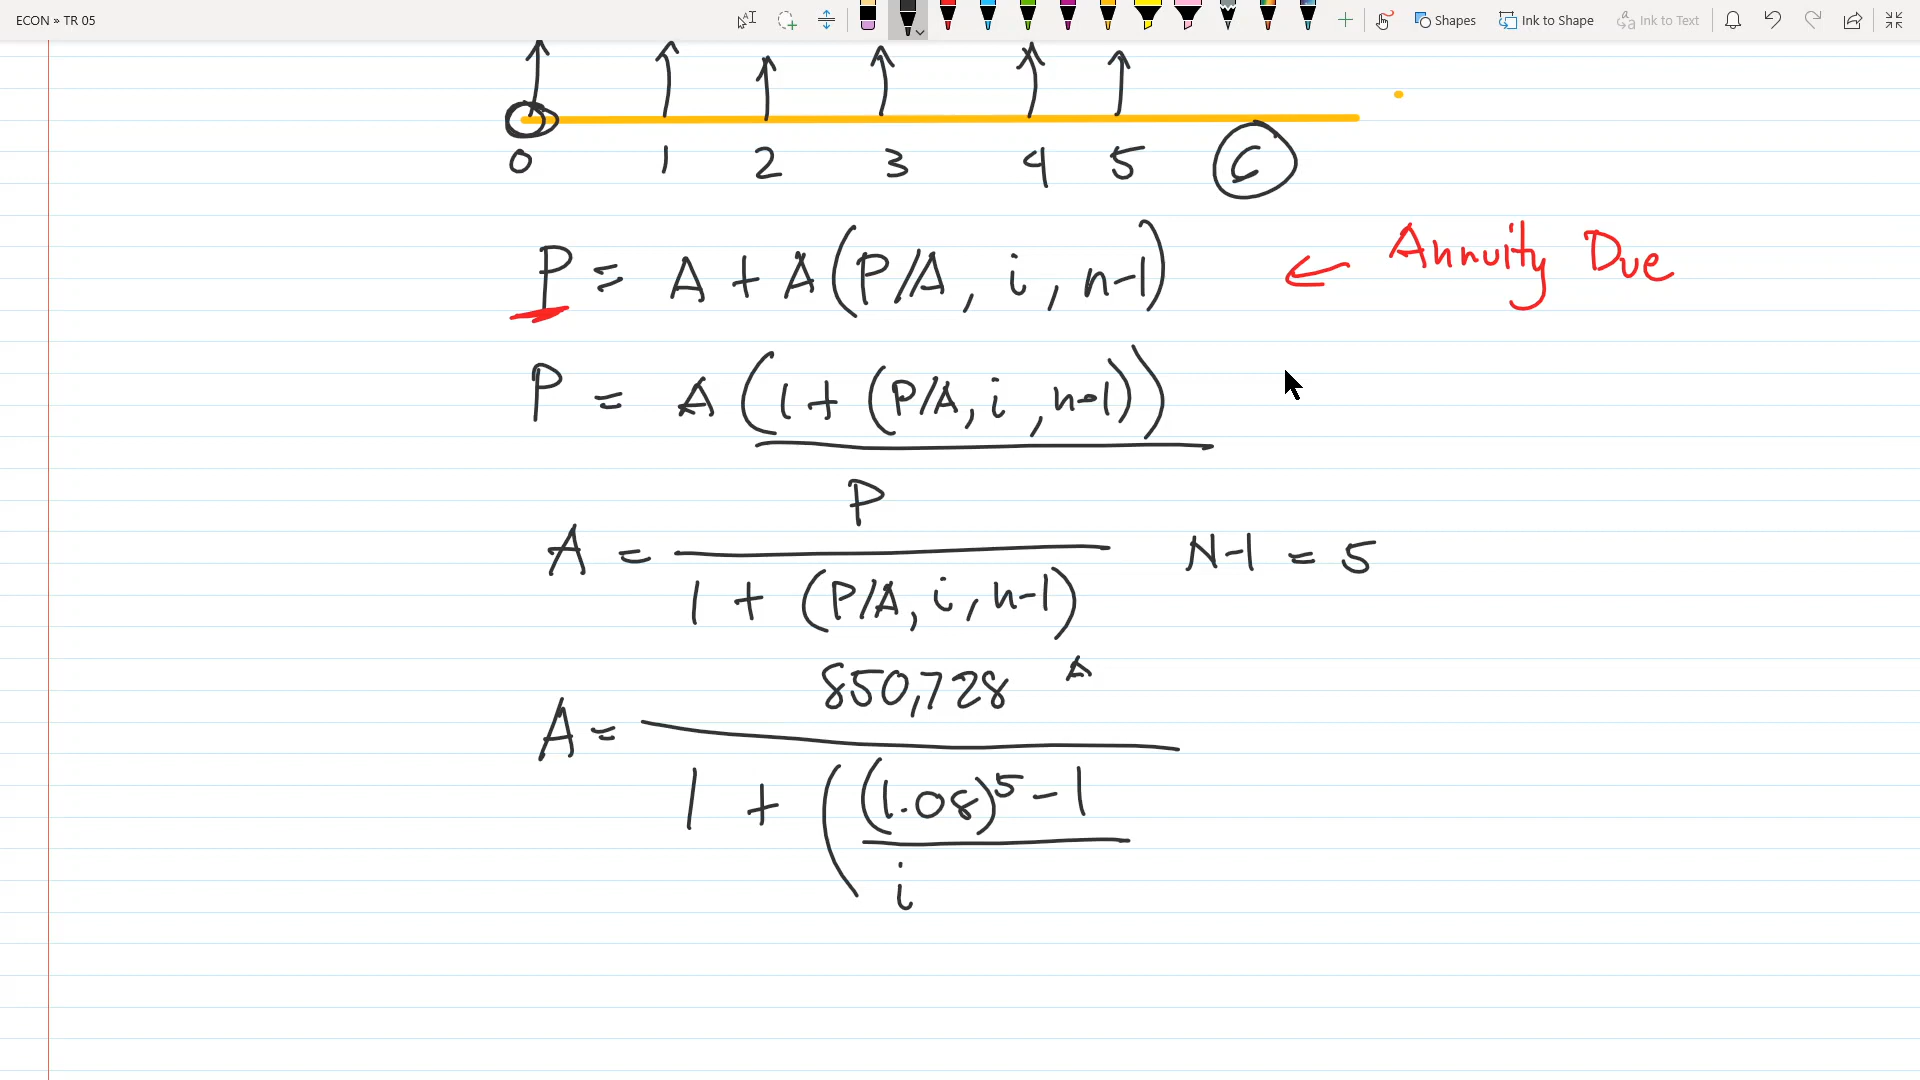 ECON » TR 05
Shapes Ink to Shape Ink to Text
0 1 2 3 4 5 6
P = A + A(P/A, i, n-1) ← Annuity Due
P = A(1 + (P/A, i, n-1))
P
A = N-1 = 5
1 + (P/A, i, n-1)
850,728 A
A =
1 + ((1.08)^5 - 1
i